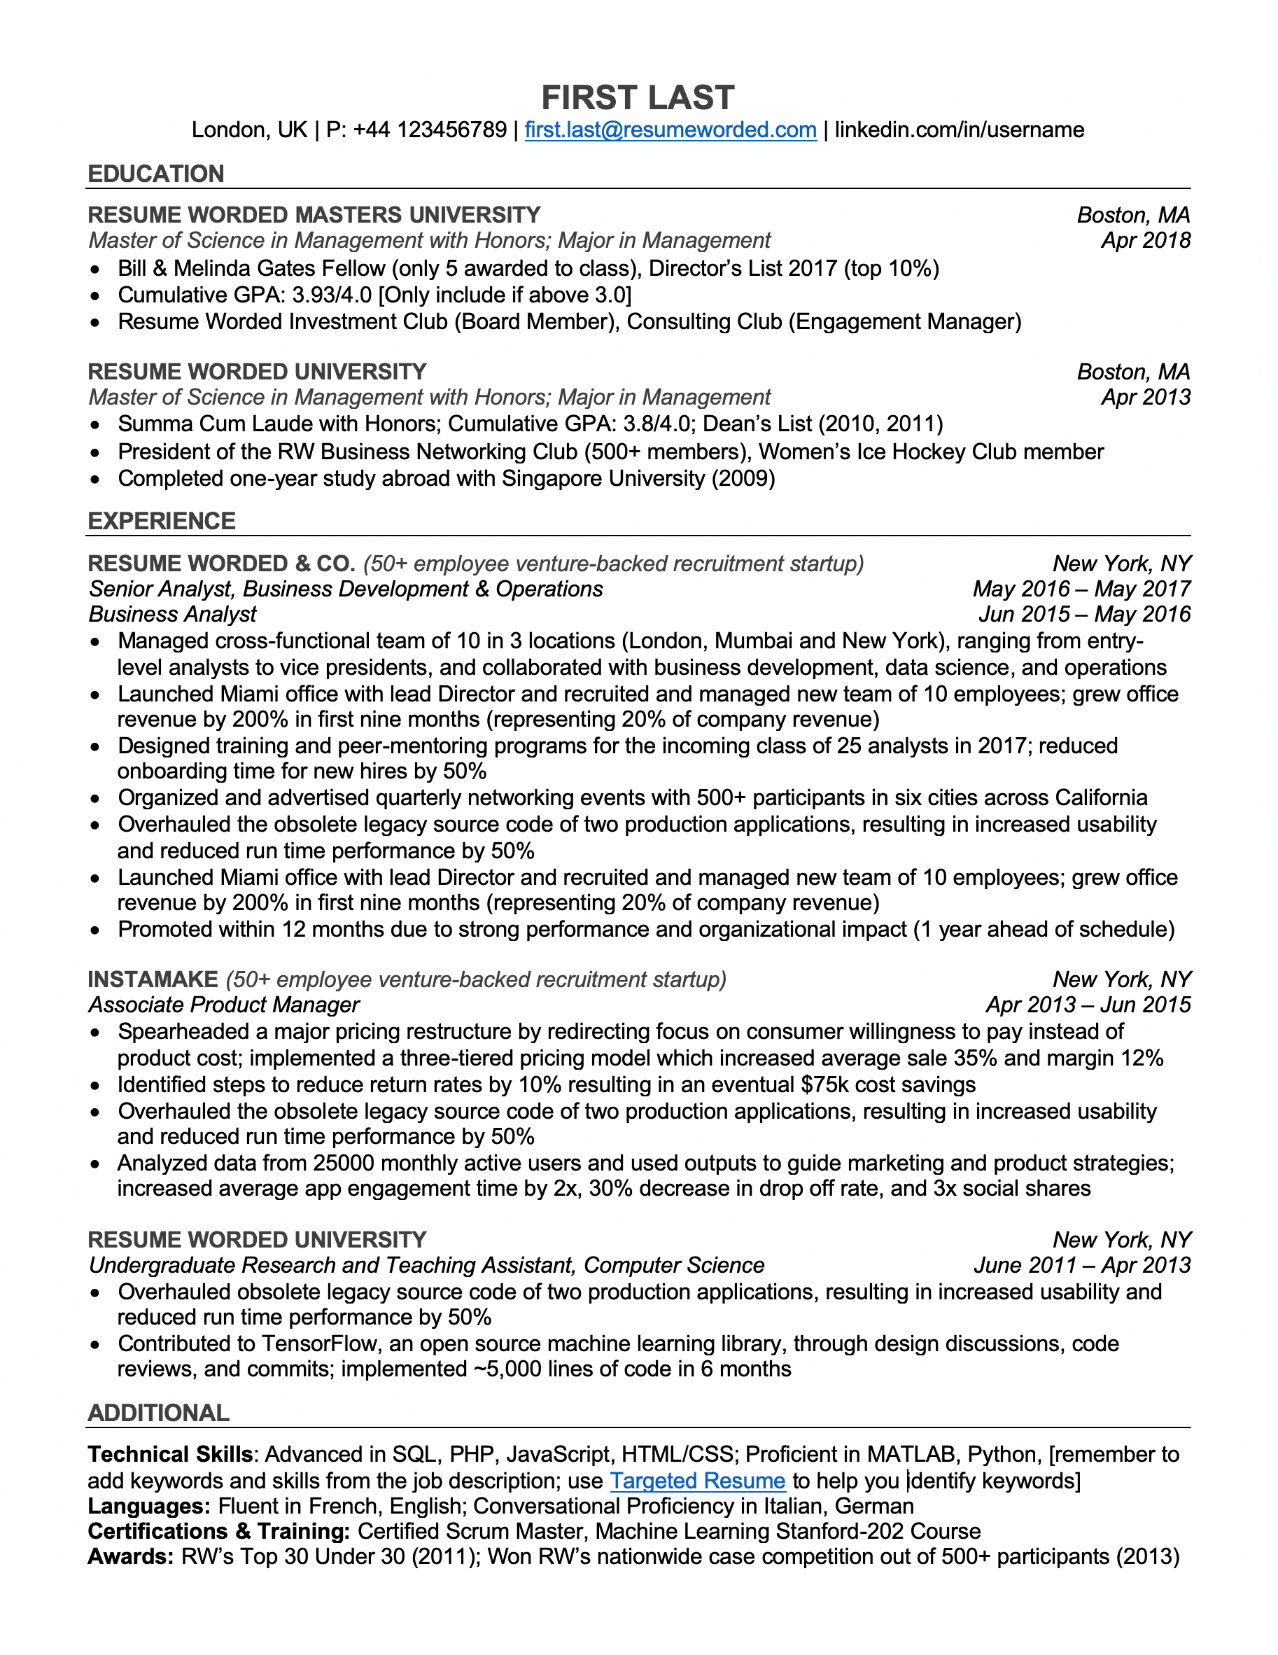 FIRST LAST
London, UK | P: +44 123456789 | first.last@resumeworded.com | linkedin.com/in/username
EDUCATION
RESUME WORDED MASTERS UNIVERSITY Boston, MA
Master of Science in Management with Honors; Major in Management Apr 2018
• Bill & Melinda Gates Fellow (only 5 awarded to class), Director’s List 2017 (top 10%)
• Cumulative GPA: 3.93/4.0 [Only include if above 3.0]
• Resume Worded Investment Club (Board Member), Consulting Club (Engagement Manager)
RESUME WORDED UNIVERSITY Boston, MA
Master of Science in Management with Honors; Major in Management Apr 2013
• Summa Cum Laude with Honors; Cumulative GPA: 3.8/4.0; Dean’s List (2010, 2011)
• President of the RW Business Networking Club (500+ members), Women’s Ice Hockey Club member
• Completed one-year study abroad with Singapore University (2009)
EXPERIENCE
RESUME WORDED & CO. (50+ employee venture-backed recruitment startup) New York, NY
Senior Analyst, Business Development & Operations May 2016 – May 2017
Business Analyst Jun 2015 – May 2016
• Managed cross-functional team of 10 in 3 locations (London, Mumbai and New York), ranging from entry-
level analysts to vice presidents, and collaborated with business development, data science, and operations
• Launched Miami office with lead Director and recruited and managed new team of 10 employees; grew office
revenue by 200% in first nine months (representing 20% of company revenue)
• Designed training and peer-mentoring programs for the incoming class of 25 analysts in 2017; reduced
onboarding time for new hires by 50%
• Organized and advertised quarterly networking events with 500+ participants in six cities across California
• Overhauled the obsolete legacy source code of two production applications, resulting in increased usability
and reduced run time performance by 50%
• Launched Miami office with lead Director and recruited and managed new team of 10 employees; grew office
revenue by 200% in first nine months (representing 20% of company revenue)
• Promoted within 12 months due to strong performance and organizational impact (1 year ahead of schedule)
INSTAMAKE (50+ employee venture-backed recruitment startup) New York, NY
Associate Product Manager Apr 2013 – Jun 2015
• Spearheaded a major pricing restructure by redirecting focus on consumer willingness to pay instead of
product cost; implemented a three-tiered pricing model which increased average sale 35% and margin 12%
• Identified steps to reduce return rates by 10% resulting in an eventual $75k cost savings
• Overhauled the obsolete legacy source code of two production applications, resulting in increased usability
and reduced run time performance by 50%
• Analyzed data from 25000 monthly active users and used outputs to guide marketing and product strategies;
increased average app engagement time by 2x, 30% decrease in drop off rate, and 3x social shares
RESUME WORDED UNIVERSITY New York, NY
Undergraduate Research and Teaching Assistant, Computer Science June 2011 – Apr 2013
• Overhauled obsolete legacy source code of two production applications, resulting in increased usability and
reduced run time performance by 50%
• Contributed to TensorFlow, an open source machine learning library, through design discussions, code
reviews, and commits; implemented ~5,000 lines of code in 6 months
ADDITIONAL
Technical Skills: Advanced in SQL, PHP, JavaScript, HTML/CSS; Proficient in MATLAB, Python, [remember to
add keywords and skills from the job description; use Targeted Resume to help you identify keywords]
Languages: Fluent in French, English; Conversational Proficiency in Italian, German
Certifications & Training: Certified Scrum Master, Machine Learning Stanford-202 Course
Awards: RW’s Top 30 Under 30 (2011); Won RW’s nationwide case competition out of 500+ participants (2013)